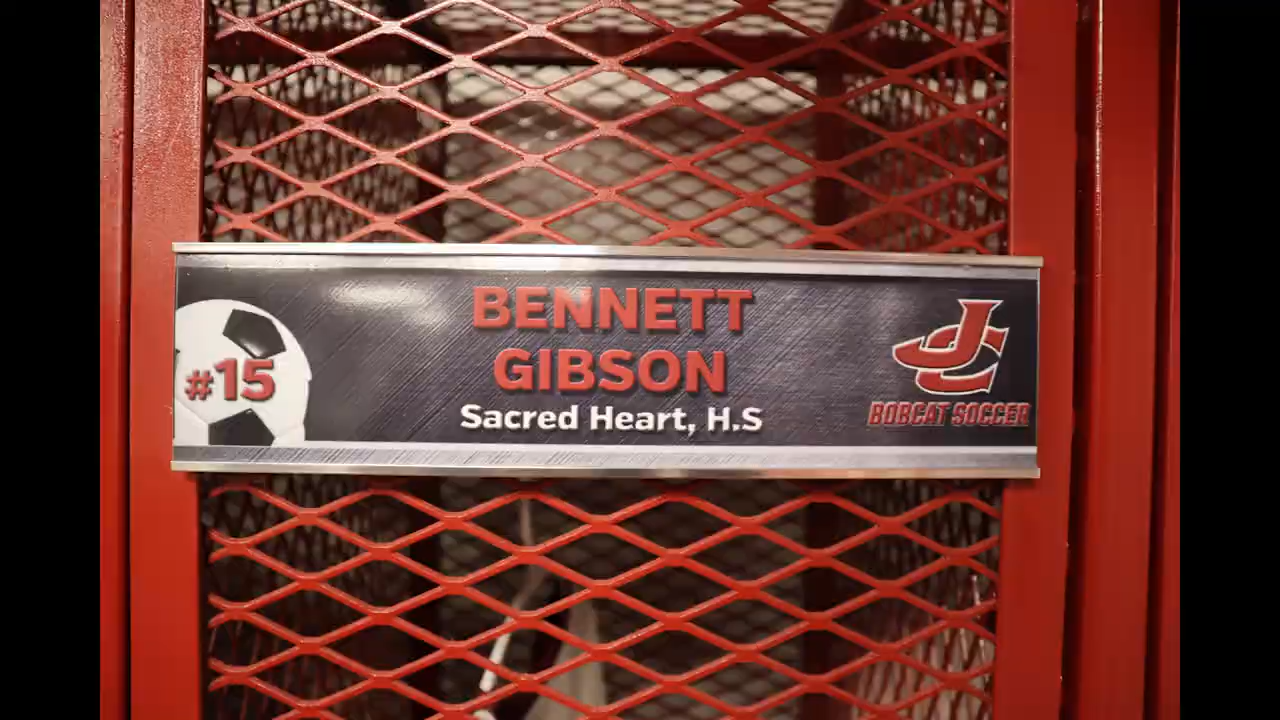 BENNETT
GIBSON
#15
Sacred Heart, H.S
JC
BOBCAT SOCCER